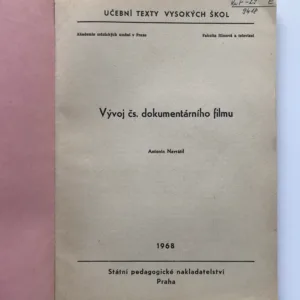 UČEBNÍ TEXTY VYSOKÝCH ŠKOL
Akademie múzických umění v Praze Fakulta filmová a televizní
Vývoj čs. dokumentárního filmu
Antonín Navrátil
1968
Státní pedagogické nakladatelství
Praha